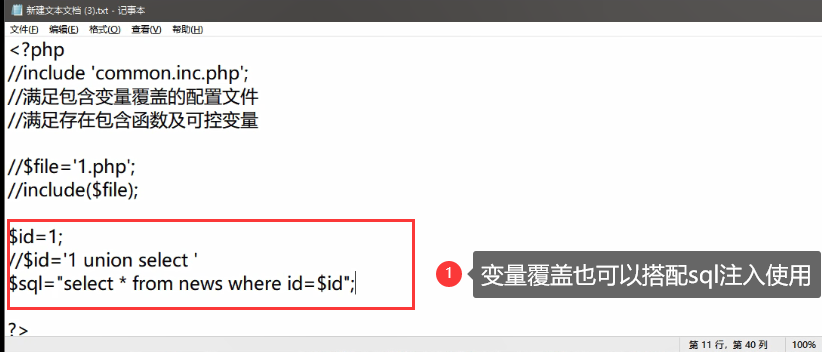 新建文本文档 (3).txt - 记事本
文件(F) 编辑(E) 格式(O) 查看(V) 帮助(H)
<?php
//include 'common.inc.php';
//满足包含变量覆盖的配置文件
//满足存在包含函数及可控变量
//$file='1.php';
//include($file);
$id=1;
//$id='1 union select '
$sql="select * from news where id=$id";
1 变量覆盖也可以搭配sql注入使用
?>
第 11 行，第 40 列 100%